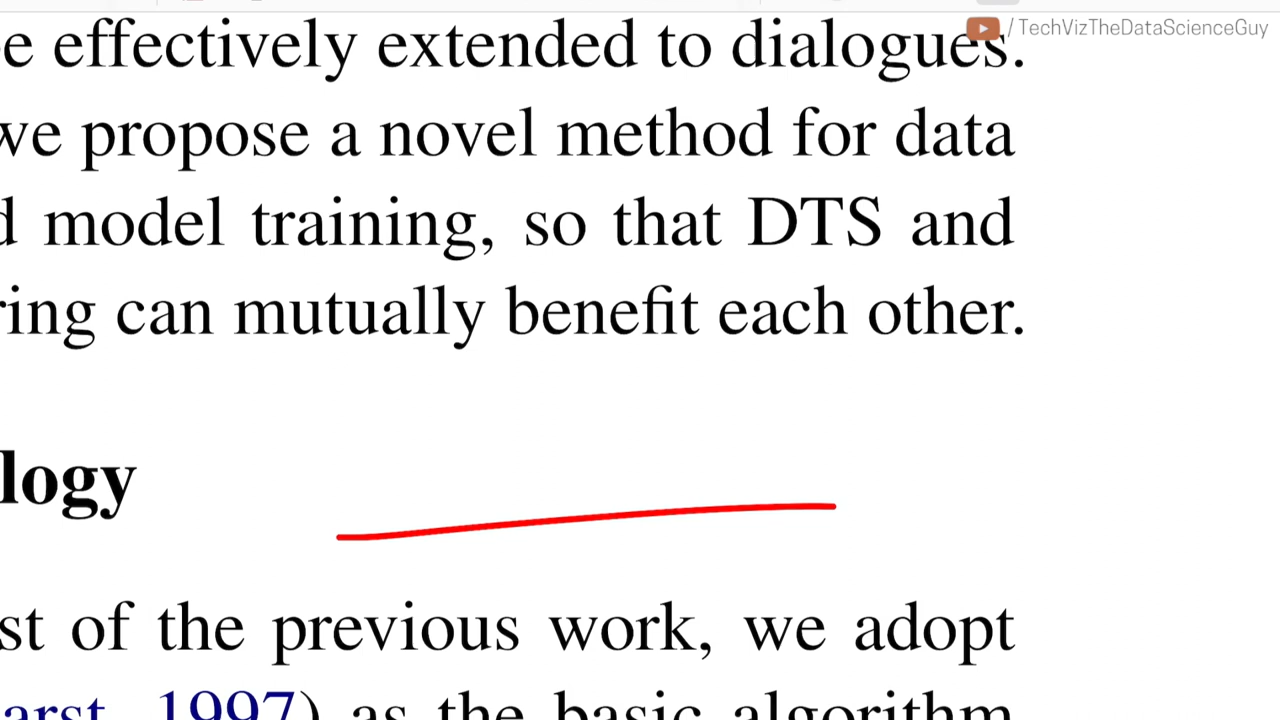 /TechVizTheDataScienceGuy
e effectively extended to dialogues.
we propose a novel method for data
d model training, so that DTS and
ring can mutually benefit each other.
logy
st of the previous work, we adopt
arst, 1997) as the basic algorithm